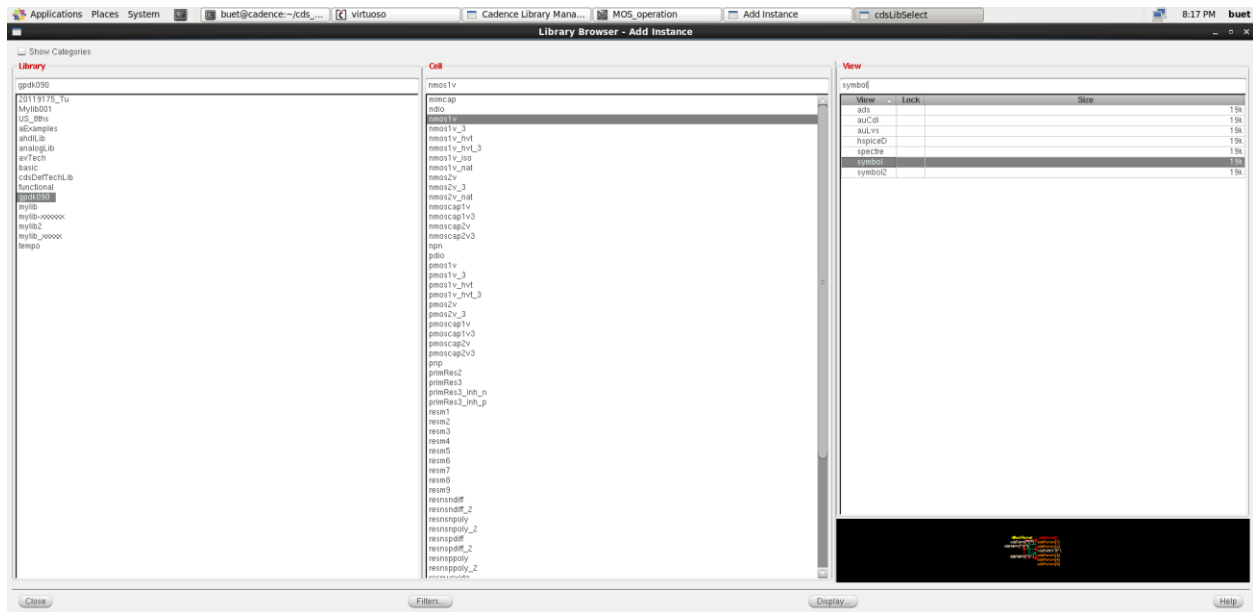 Applications Places System buet@cadence:~/cds_... virtuoso Cadence Library Mana... MOS_operation Add Instance cdsLibSelect 8:17 PM buet
Library Browser - Add Instance
Show Categories
Library
gpdk090
20119175_Tu
Mylib001
US_8ths
aExamples
ahdlLib
analogLib
avTech
basic
cdsDefTechLib
functional
gpdk090
mylib
mylib-xxxxxx
mylib2
mylib_xxxxx
tempo
Cell
nmos1v
mimcap
ndio
nmos1v
nmos1v_3
nmos1v_hvt
nmos1v_hvt_3
nmos1v_iso
nmos1v_nat
nmos2v
nmos2v_3
nmos2v_nat
nmoscap1v
nmoscap1v3
nmoscap2v
nmoscap2v3
npn
pdio
pmos1v
pmos1v_3
pmos1v_hvt
pmos1v_hvt_3
pmos2v
pmos2v_3
pmoscap1v
pmoscap1v3
pmoscap2v
pmoscap2v3
pnp
primRes2
primRes3
primRes3_inh_n
primRes3_inh_p
resm1
resm2
resm3
resm4
resm5
resm6
resm7
resm8
resm9
resnsndiff
resnsndiff_2
resnsnpoly
resnsnpoly_2
resnspdiff
resnspdiff_2
resnsppoly
resnsppoly_2
View
symbol
View Lock Size
ads 19k
auCdl 19k
auLvs 19k
hspiceD 19k
spectre 19k
symbol 19k
symbol2 19k
Close Filters... Display... Help